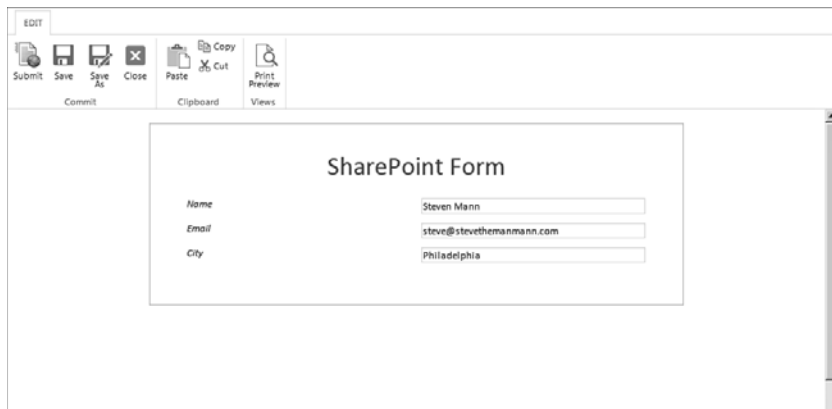 EDIT
Submit Save Save As Close Paste Copy Cut Print Preview
Commit Clipboard Views
SharePoint Form
Name Steven Mann
Email steve@stevethemanmann.com
City Philadelphia